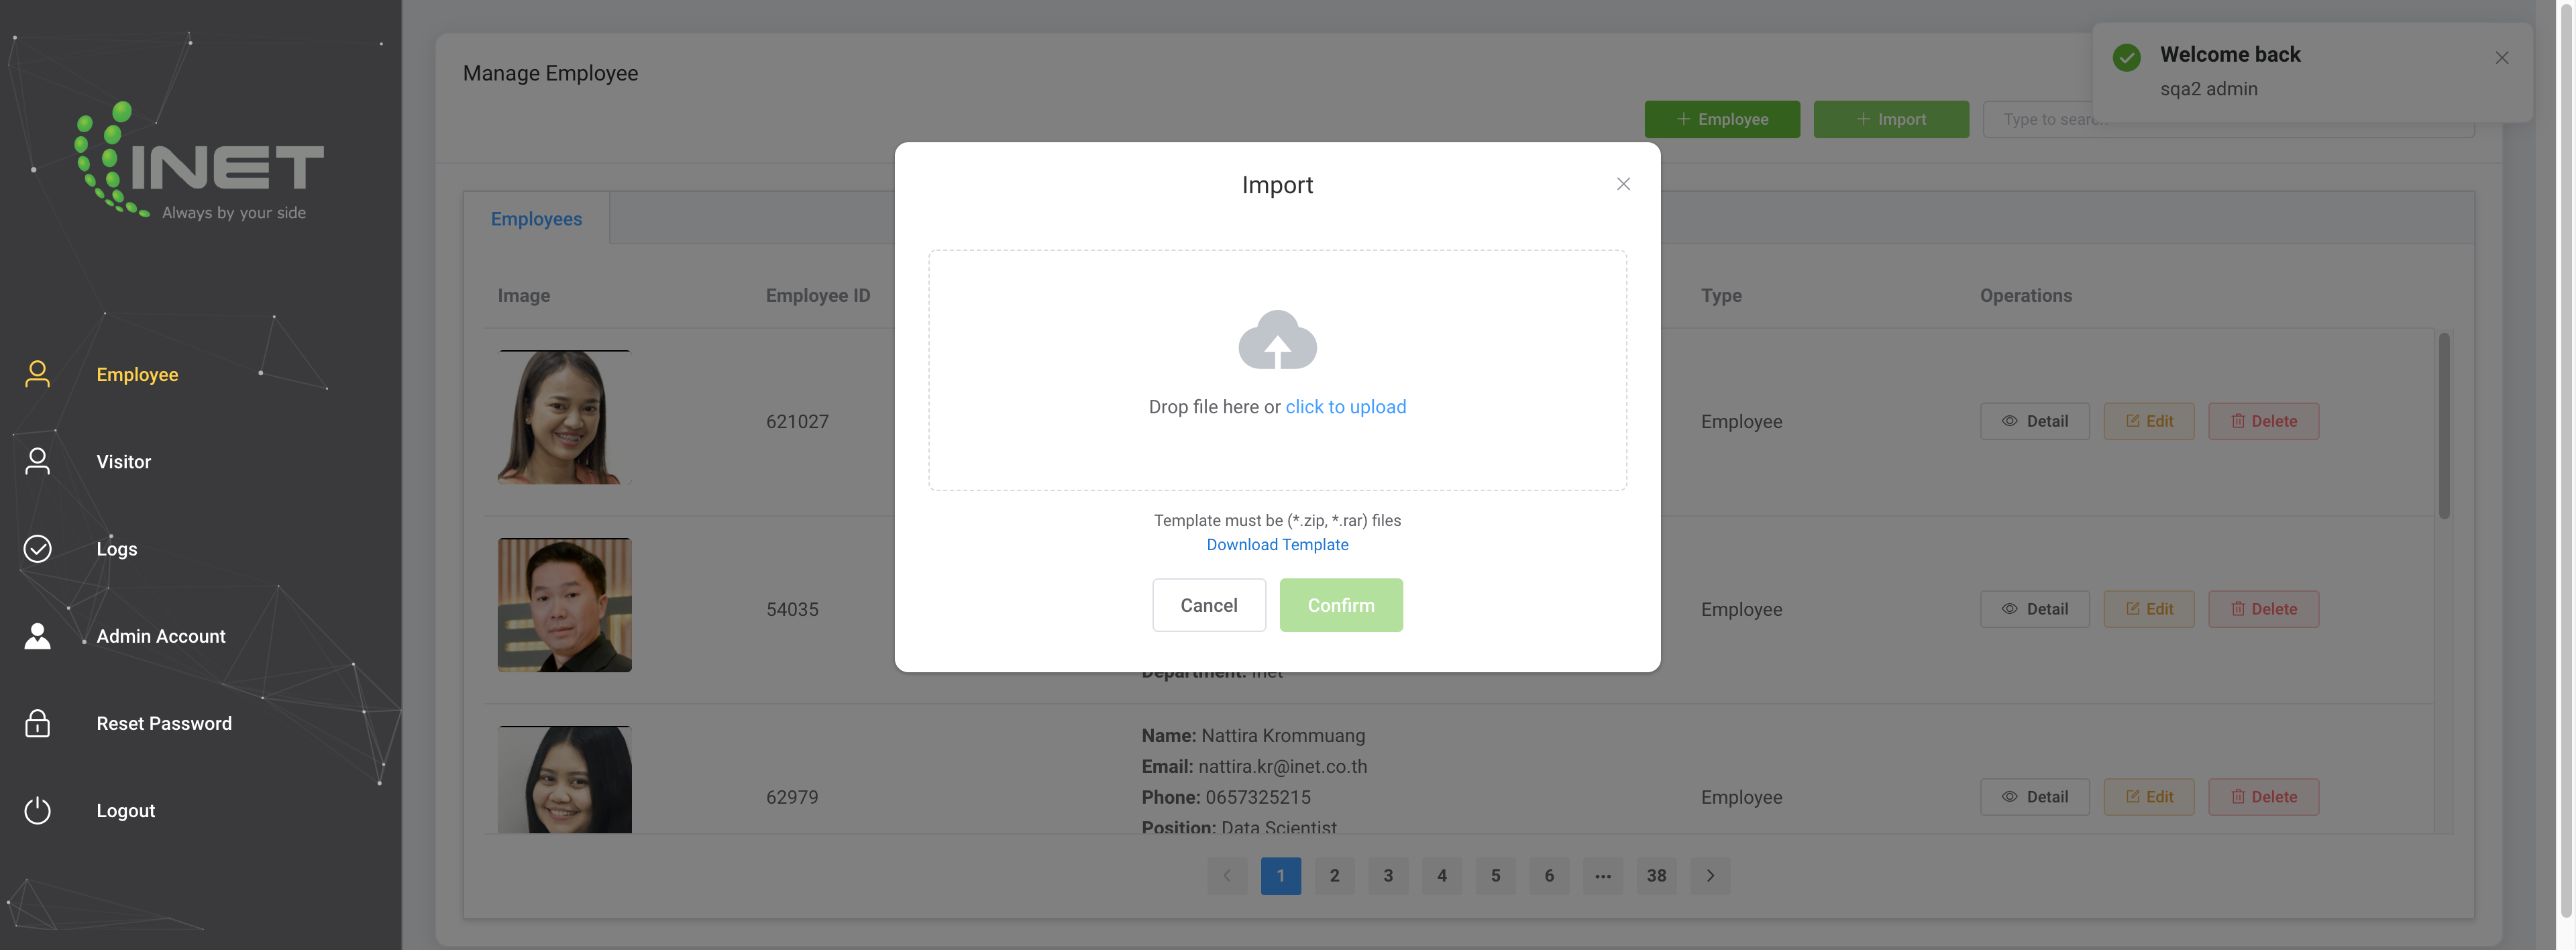 INET
Always by your side
Employee
Visitor
Logs
Admin Account
Reset Password
Logout
Manage Employee
Welcome back
sqa2 admin
+ Employee
+ Import
Type to search
Employees
Image
Employee ID
Type
Operations
621027
Employee
Detail
Edit
Delete
54035
Department: Inet
Employee
Detail
Edit
Delete
62979
Name: Nattira Krommuang
Email: nattira.kr@inet.co.th
Phone: 0657325215
Position: Data Scientist
Employee
Detail
Edit
Delete
1 2 3 4 5 6 ... 38
Import
Drop file here or click to upload
Template must be (*.zip, *.rar) files
Download Template
Cancel
Confirm